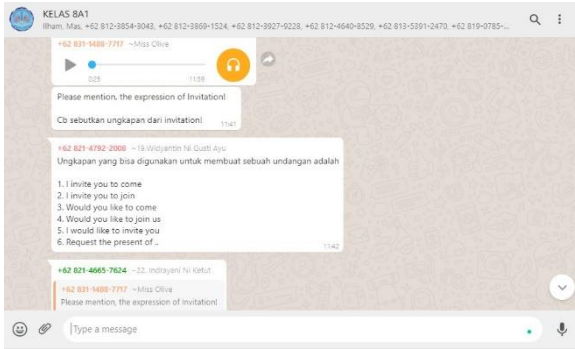 KELAS 8A1
Ilham, Mas, +62 812-3854-3043, +62 812-3869-1524, +62 812-3927-9228, +62 812-4640-8529, +62 813-5391-2470, +62 819-0785-...
+62 831-1488-7717 ~Miss Olive
0:25 11:39
Please mention, the expression of Invitation!
Cb sebutkan ungkapan dari invitation! 11:41
+62 821-4792-2008 ~19.Widyantin Ni Gusti Ayu
Ungkapan yang bisa digunakan untuk membuat sebuah undangan adalah
1. I invite you to come
2. I invite you to join
3. Would you like to come
4. Would you like to join us
5. I would like to invite you
6. Request the present of ..
11:42
+62 821-4665-7624 ~22. Indrayani Ni Ketut
+62 831-1488-7717 ~Miss Olive
Please mention, the expression of Invitation!
Type a message